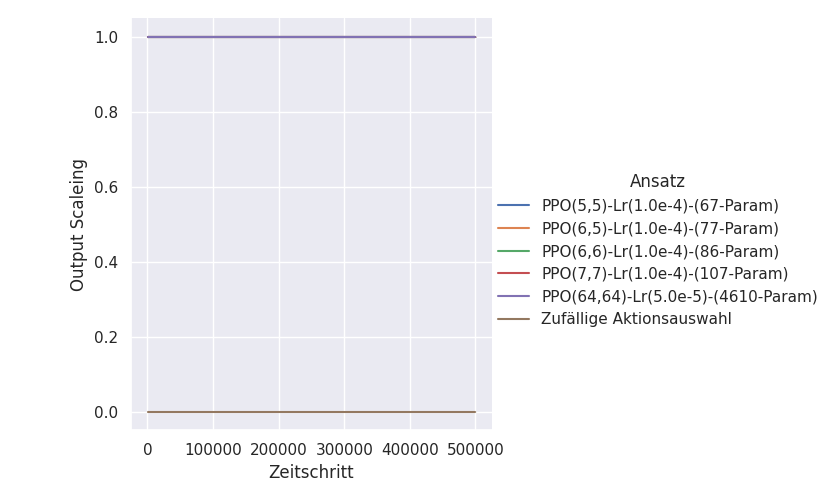 1.0
0.8
0.6
0.4
0.2
0.0
Output Scaleing
0 100000 200000 300000 400000 500000
Zeitschritt
Ansatz
PPO(5,5)-Lr(1.0e-4)-(67-Param)
PPO(6,5)-Lr(1.0e-4)-(77-Param)
PPO(6,6)-Lr(1.0e-4)-(86-Param)
PPO(7,7)-Lr(1.0e-4)-(107-Param)
PPO(64,64)-Lr(5.0e-5)-(4610-Param)
Zufällige Aktionsauswahl